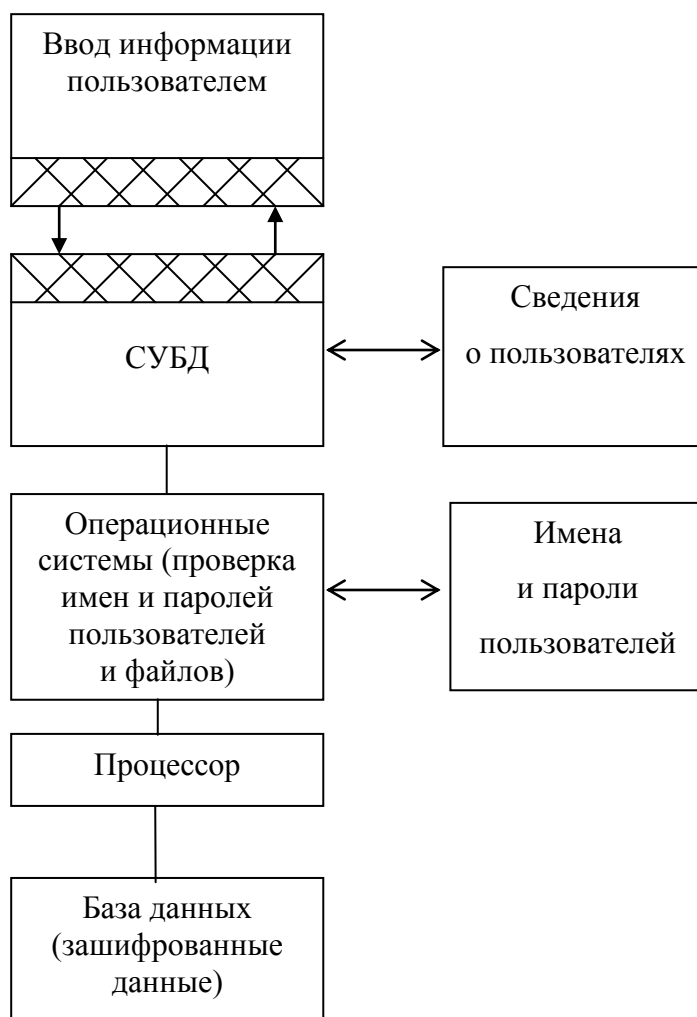 Ввод информации
пользователем
СУБД
Сведения
о пользователях
Операционные
системы (проверка
имен и паролей
пользователей
и файлов)
Имена
и пароли
пользователей
Процессор
База данных
(зашифрованные
данные)